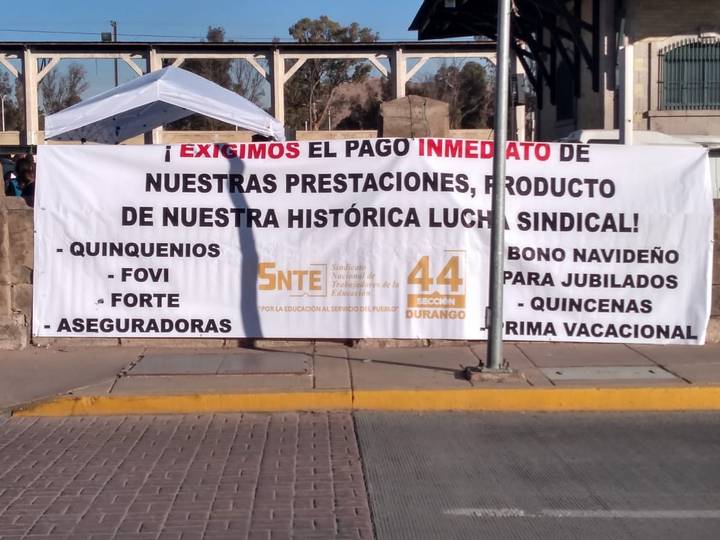 ¡ EXIGIMOS EL PAGO INMEDIATO DE
NUESTRAS PRESTACIONES, PRODUCTO
DE NUESTRA HISTÓRICA LUCHA SINDICAL!
- QUINQUENIOS
- FOVI
- FORTE
- ASEGURADORAS
SNTE
Sindicato
Nacional de
Trabajadores de la
Educación
"POR LA EDUCACIÓN AL SERVICIO DEL PUEBLO"
44
SECCIÓN
DURANGO
BONO NAVIDEÑO
PARA JUBILADOS
- QUINCENAS
-PRIMA VACACIONAL